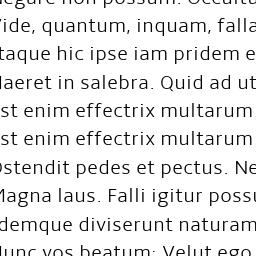 negare non possum. Occultu
Vide, quantum, inquam, falla
Itaque hic ipse iam pridem e
Haeret in salebra. Quid ad ut
Est enim effectrix multarum
Est enim effectrix multarum
Ostendit pedes et pectus. Ne
Magna laus. Falli igitur possu
Idemque diviserunt naturam
Nunc vos beatum; Velut ego